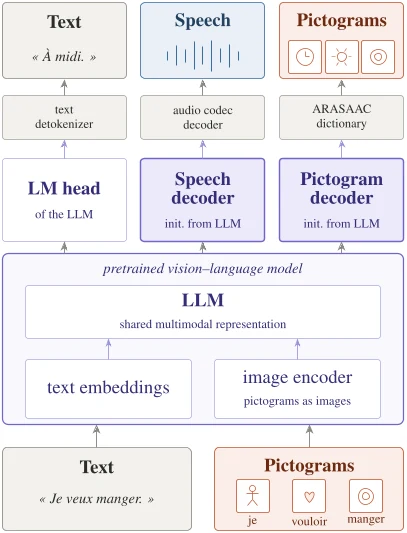 Text
« À midi. »
Speech
Pictograms
text
detokenizer
audio codec
decoder
ARASAAC
dictionary
LM head
of the LLM
Speech
decoder
init. from LLM
Pictogram
decoder
init. from LLM
pretrained vision–language model
LLM
shared multimodal representation
text embeddings
image encoder
pictograms as images
Text
« Je veux manger. »
Pictograms
je
vouloir
manger